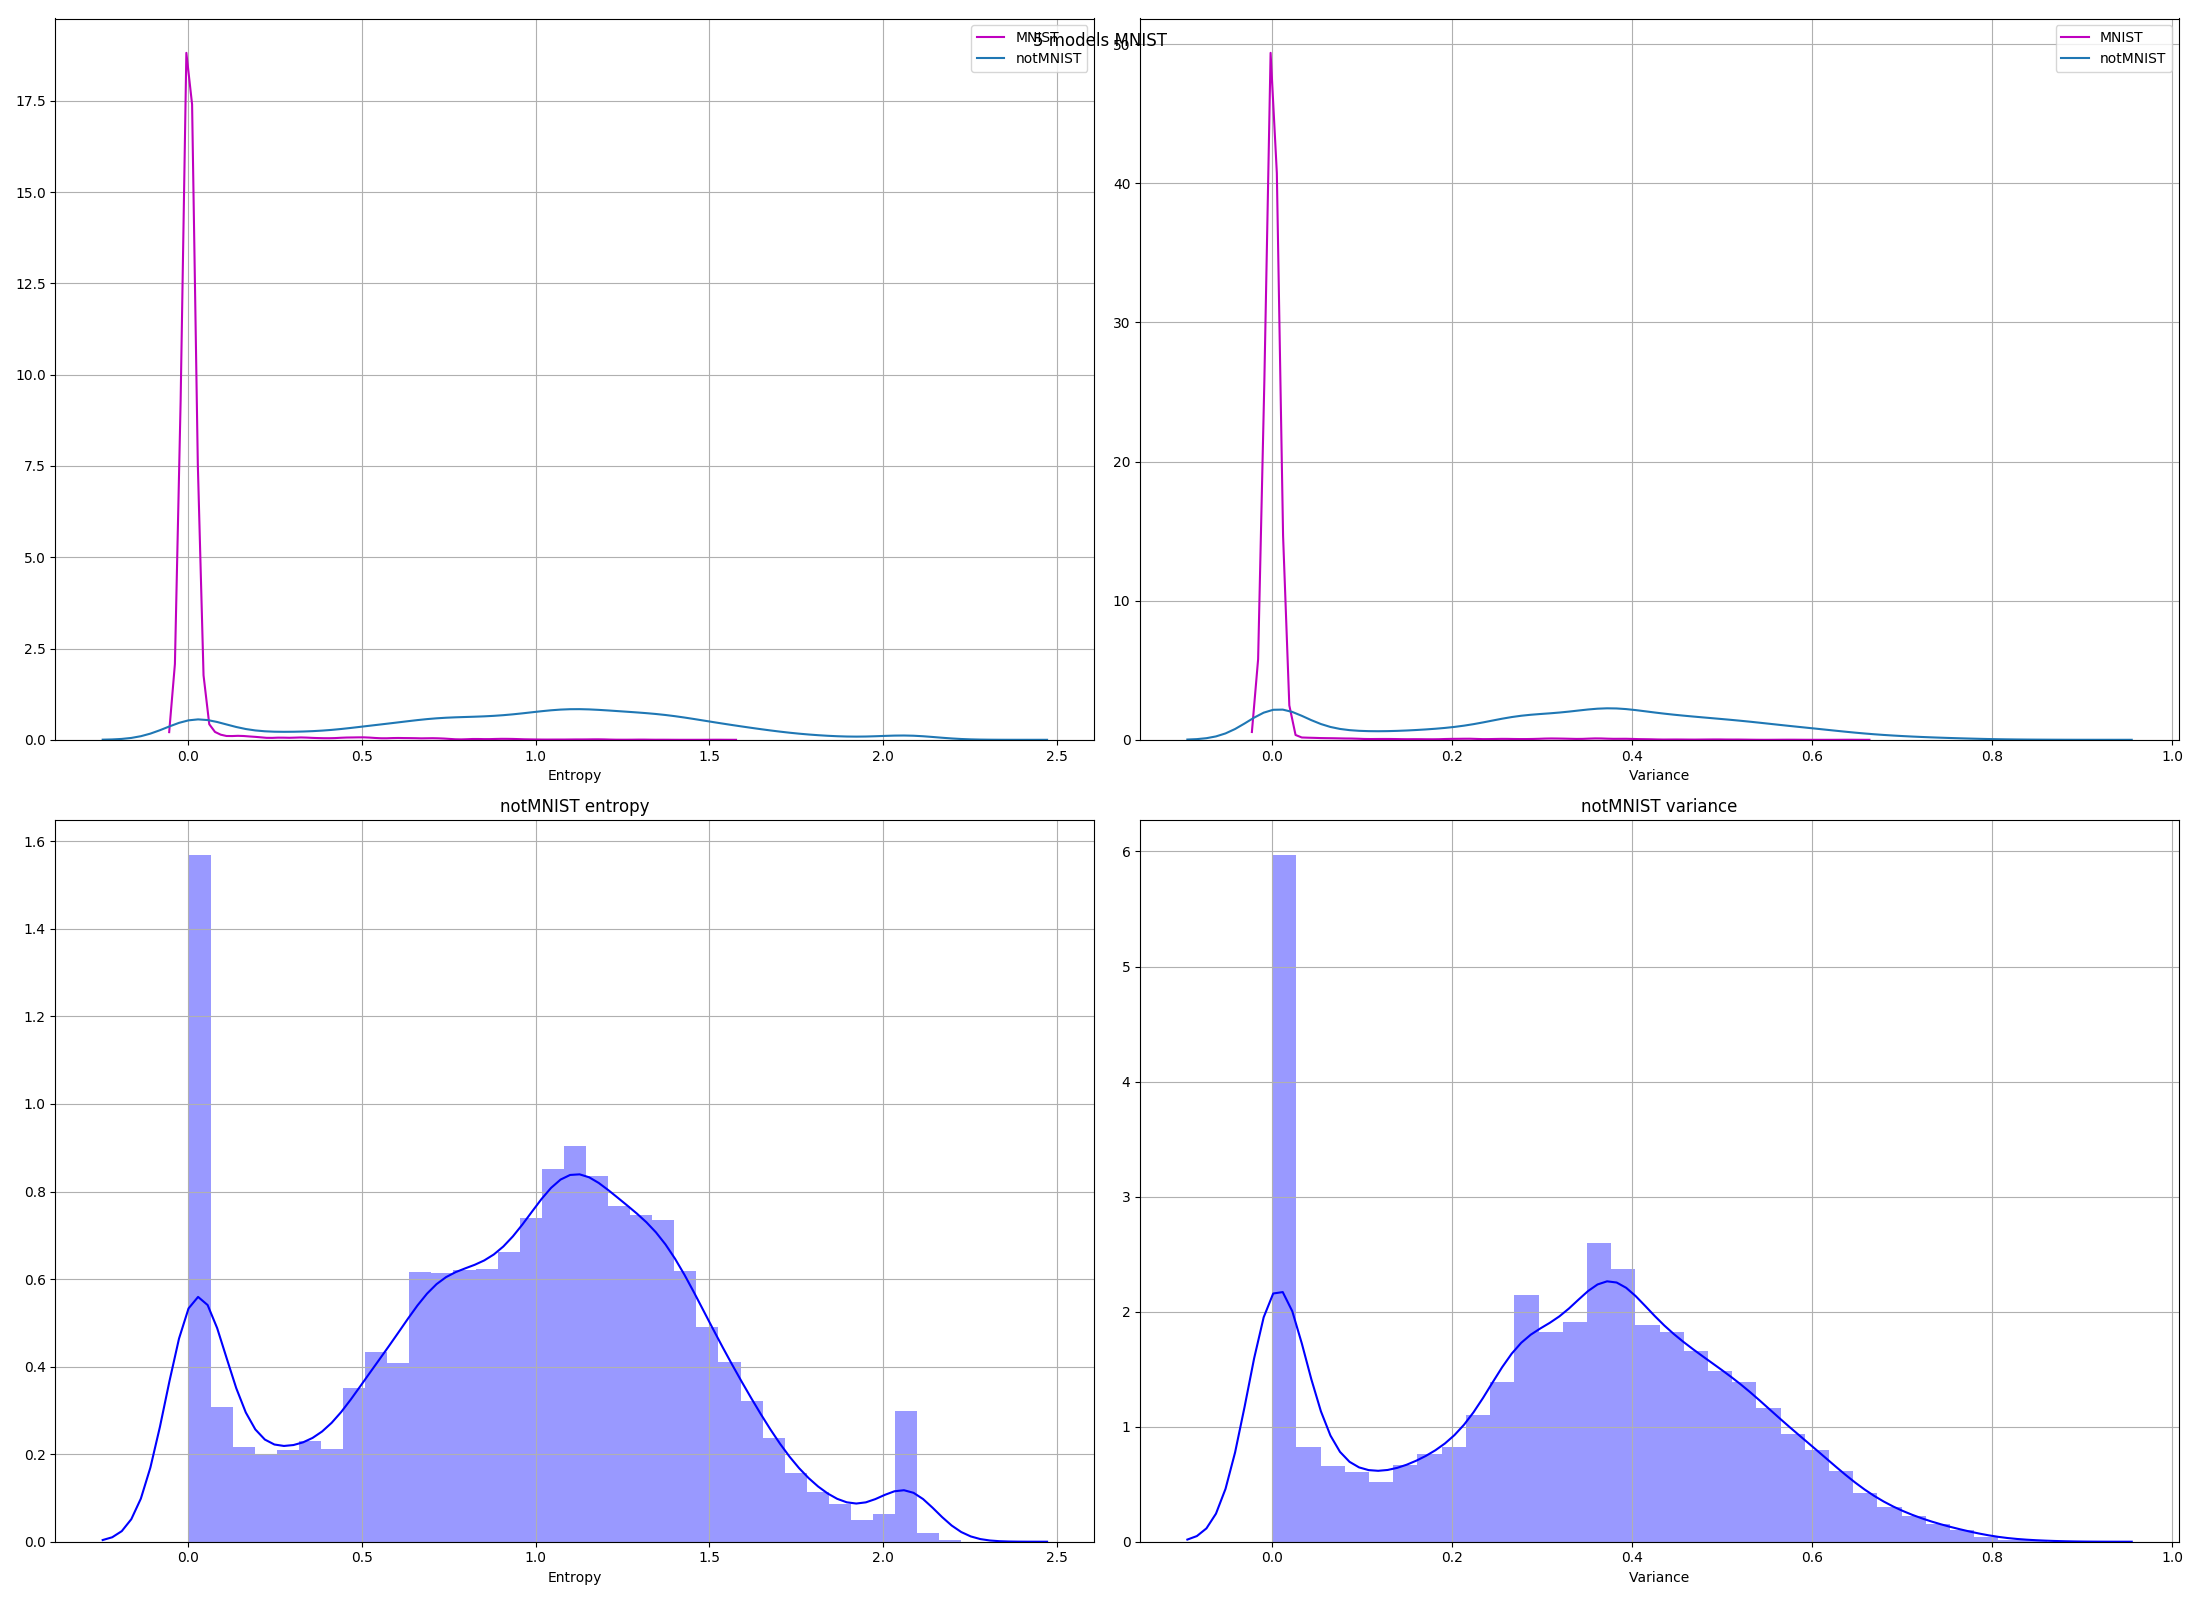 5 models MNIST
MNIST
notMNIST
17.5
15.0
12.5
10.0
7.5
5.0
2.5
0.0
0.0 0.5 1.0 1.5 2.0 2.5
Entropy
MNIST
notMNIST
50
40
30
20
10
0
0.0 0.2 0.4 0.6 0.8 1.0
Variance
notMNIST entropy
1.6
1.4
1.2
1.0
0.8
0.6
0.4
0.2
0.0
0.0 0.5 1.0 1.5 2.0 2.5
Entropy
notMNIST variance
6
5
4
3
2
1
0
0.0 0.2 0.4 0.6 0.8 1.0
Variance